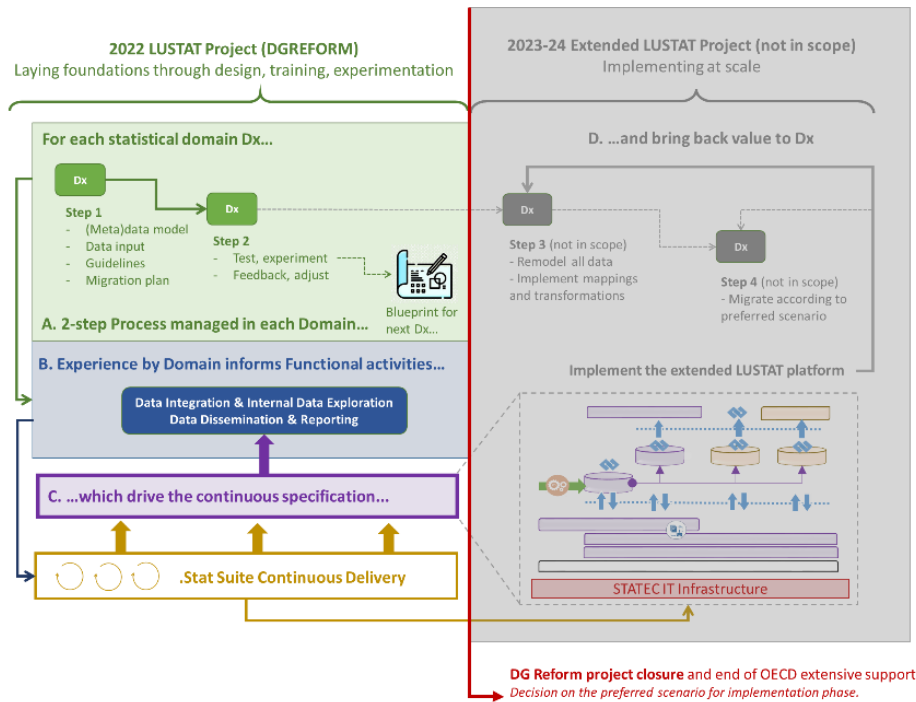 2022 LUSTAT Project (DGREFORM)
Laying foundations through design, training, experimentation
2023-24 Extended LUSTAT Project (not in scope)
Implementing at scale
For each statistical domain Dx...
Dx
Step 1
- (Meta)data model
- Data input
- Guidelines
- Migration plan
Dx
Step 2
- Test, experiment
- Feedback, adjust
Blueprint for
next Dx...
A. 2-step Process managed in each Domain...
D. ...and bring back value to Dx
Dx
Step 3 (not in scope)
- Remodel all data
- Implement mappings
and transformations
Dx
Step 4 (not in scope)
- Migrate according to
preferred scenario
B. Experience by Domain informs Functional activities...
Data Integration & Internal Data Exploration
Data Dissemination & Reporting
Implement the extended LUSTAT platform
C. ...which drive the continuous specification...
.Stat Suite Continuous Delivery
STATEC IT Infrastructure
DG Reform project closure and end of OECD extensive support
Decision on the preferred scenario for implementation phase.